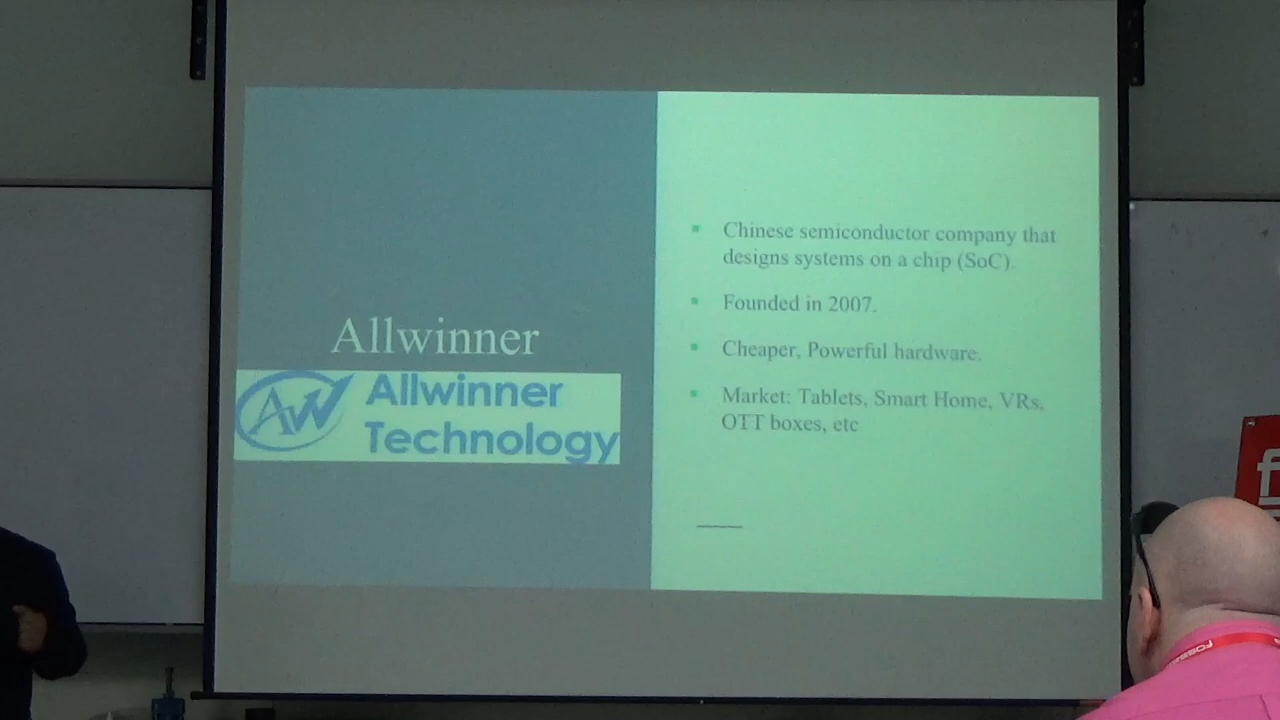 Allwinner
AW
Allwinner
Technology
Chinese semiconductor company that
designs systems on a chip (SoC).
Founded in 2007.
Cheaper, Powerful hardware.
Market: Tablets, Smart Home, VRs,
OTT boxes, etc
f